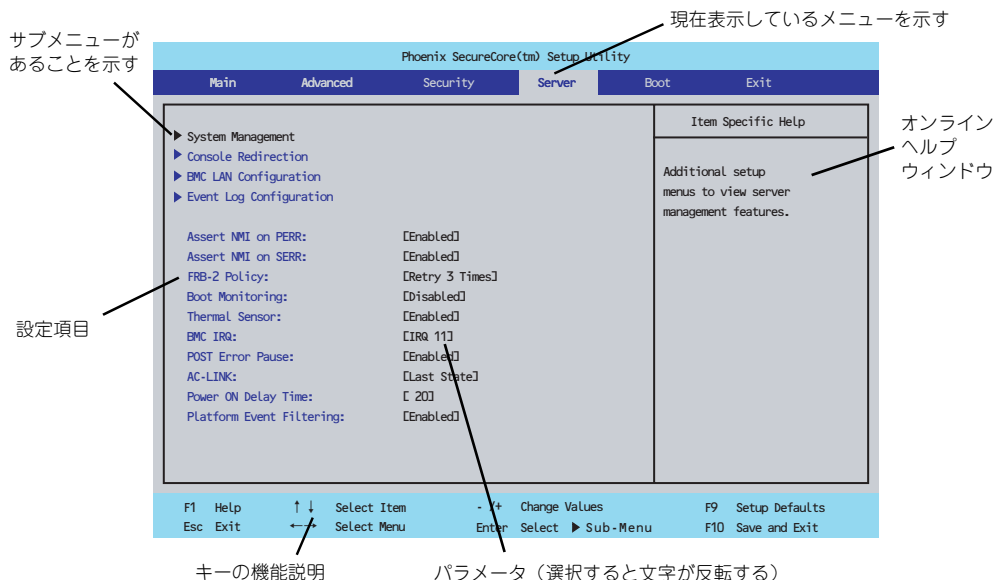 現在表示しているメニューを示す
サブメニューが
あることを示す
Phoenix SecureCore(tm) Setup Utility
Main Advanced Security Server Boot Exit
Item Specific Help
System Management
Console Redirection
BMC LAN Configuration
Event Log Configuration
Additional setup
menus to view server
management features.
オンライン
ヘルプ
ウィンドウ
Assert NMI on PERR: [Enabled]
Assert NMI on SERR: [Enabled]
FRB-2 Policy: [Retry 3 Times]
Boot Monitoring: [Disabled]
Thermal Sensor: [Enabled]
BMC IRQ: [IRQ 11]
POST Error Pause: [Enabled]
AC-LINK: [Last State]
Power ON Delay Time: [ 20]
Platform Event Filtering: [Enabled]
設定項目
F1 Help ↑↓ Select Item -/+ Change Values F9 Setup Defaults
Esc Exit ←→ Select Menu Enter Select ▶ Sub-Menu F10 Save and Exit
キーの機能説明
パラメータ（選択すると文字が反転する）